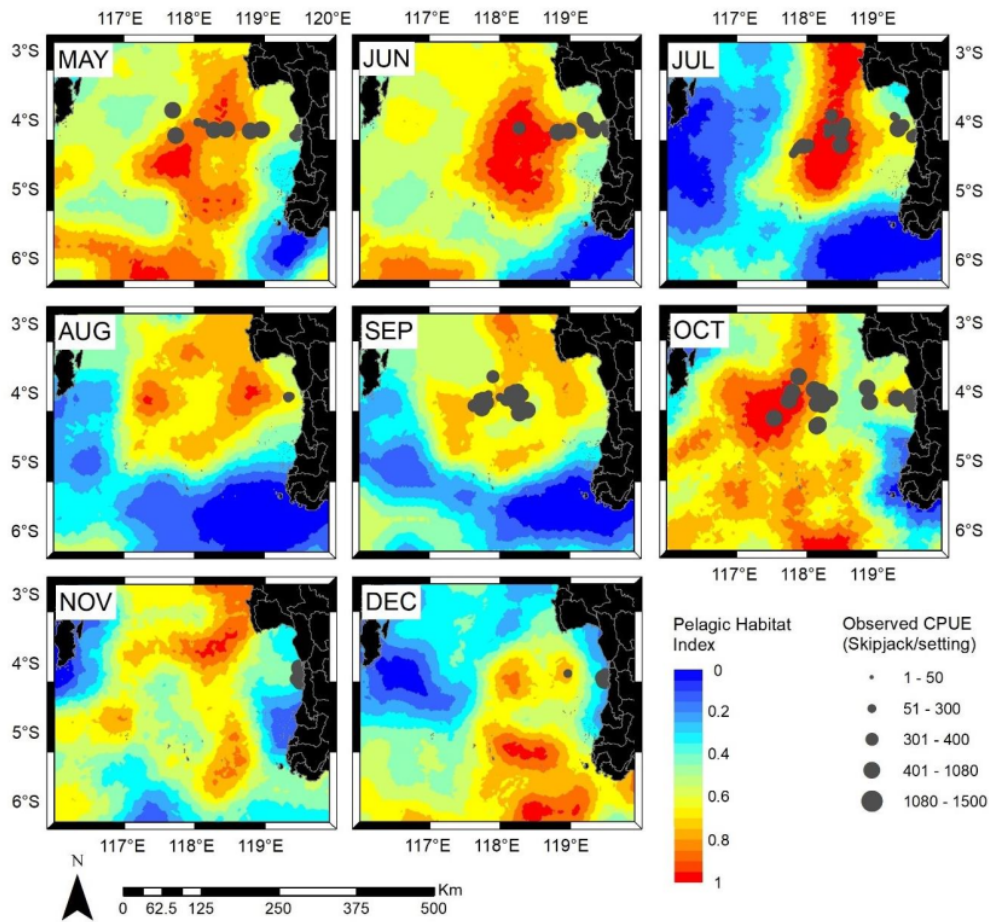 117°E 118°E 119°E 120°E 117°E 118°E 119°E 117°E 118°E 119°E
MAY JUN JUL
3°S 3°S
4°S 4°S
5°S 5°S
6°S 6°S
AUG SEP OCT
3°S 3°S
4°S 4°S
5°S 5°S
6°S 6°S
117°E 118°E 119°E
NOV DEC
3°S
4°S
5°S
6°S
117°E 118°E 119°E 117°E 118°E 119°E
Pelagic Habitat
Index
0
0.2
0.4
0.6
0.8
1
Observed CPUE
(Skipjack/setting)
1 - 50
51 - 300
301 - 400
401 - 1080
1080 - 1500
N
Km
0 62.5 125 250 375 500